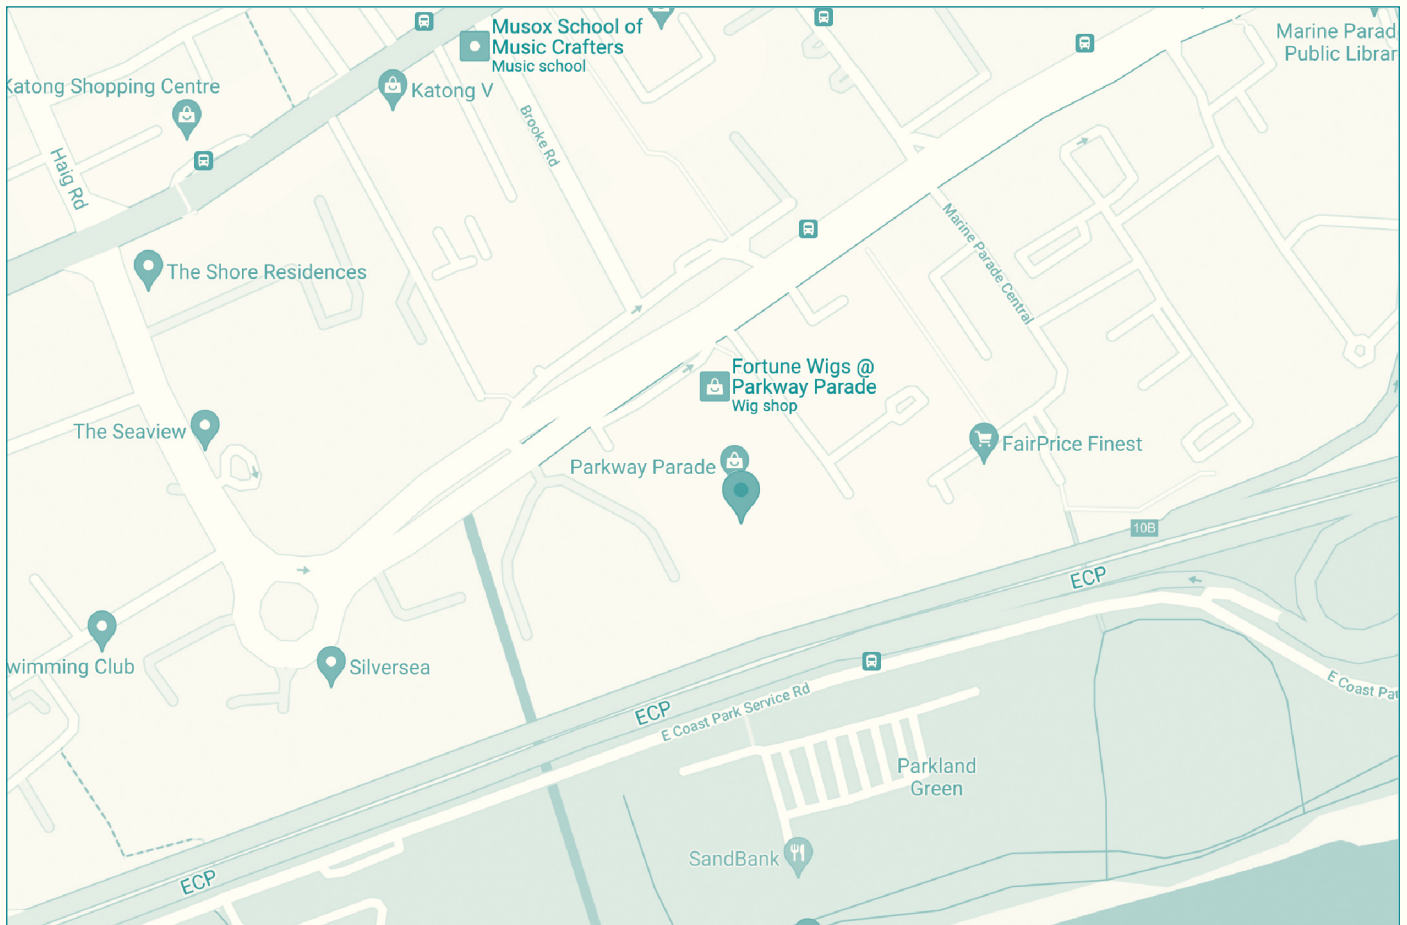 Musox School of
Music Crafters
Music school
Marine Parad
Public Librar
Katong Shopping Centre
Katong V
Brooke Rd
Haig Rd
Marine Parade Central
The Shore Residences
Fortune Wigs @
Parkway Parade
Wig shop
The Seaview
FairPrice Finest
Parkway Parade
10B
ECP
wimming Club
Silversea
E Coast Par
ECP
E Coast Park Service Rd
Parkland
Green
SandBank
ECP